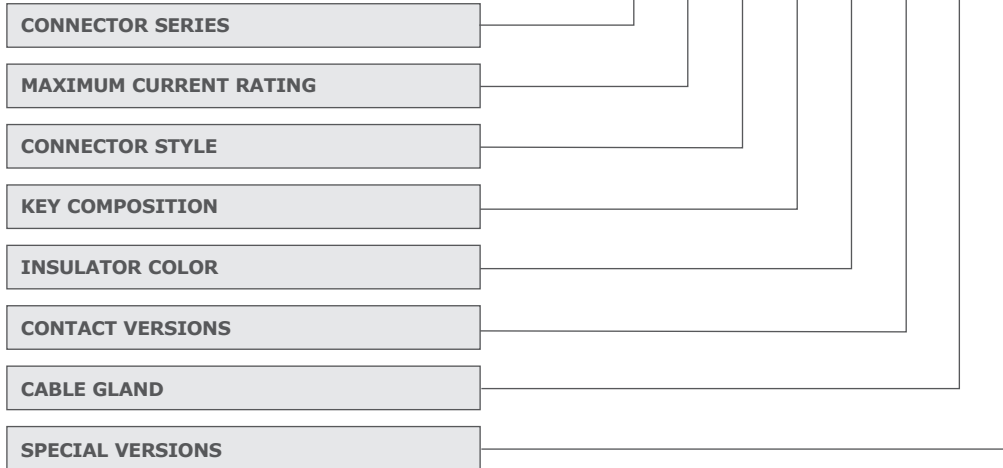 CONNECTOR SERIES
MAXIMUM CURRENT RATING
CONNECTOR STYLE
KEY COMPOSITION
INSULATOR COLOR
CONTACT VERSIONS
CABLE GLAND
SPECIAL VERSIONS